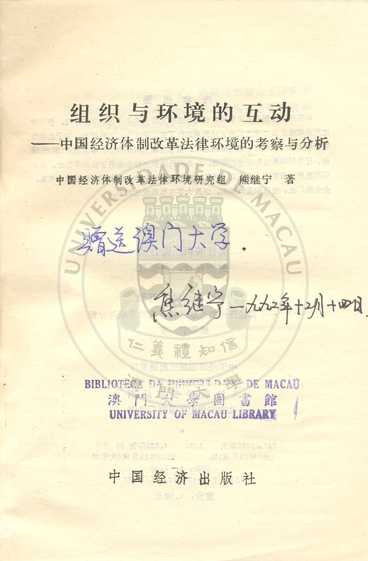 组织与环境的互动
——中国经济体制改革法律环境的考察与分析
中国经济体制改革法律环境研究组 熊继宁 著
UNIVERSIDADE DE MACAU
赠送澳门大学.
熊继宁 一九九二年十二月十四日
仁義禮知信
BIBLIOTECA DA UNIVERSIDADE DE MACAU
澳門大學圖書館
UNIVERSITY OF MACAU LIBRARY
澳門大學
中国经济出版社